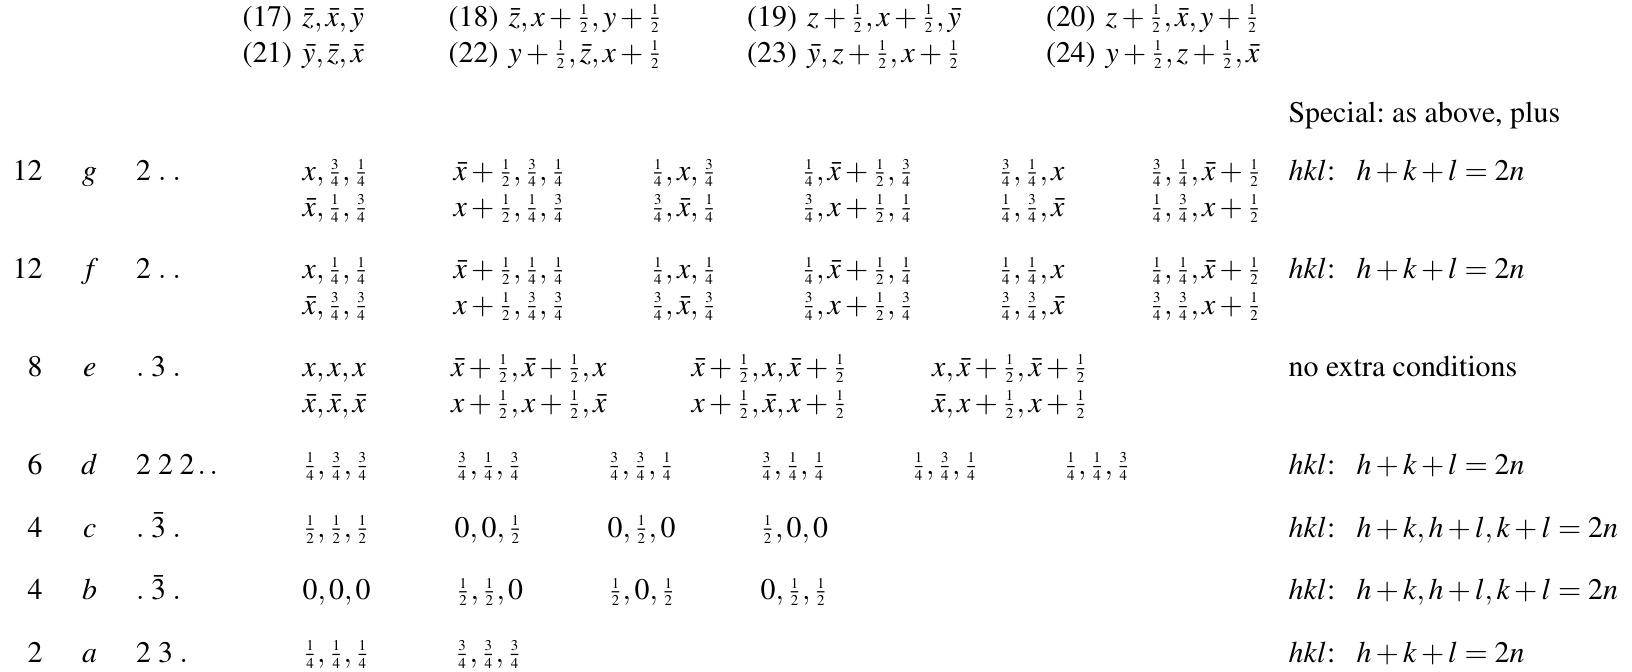 (17) z̄,x̄,ȳ (18) z̄,x+½,y+½ (19) z+½,x+½,ȳ (20) z+½,x̄,y+½
(21) ȳ,z̄,x̄ (22) y+½,z̄,x+½ (23) ȳ,z+½,x+½ (24) y+½,z+½,x̄
Special: as above, plus
12 g 2 . . x,¾,¼ x̄+½,¾,¼ ¼,x,¾ ¼,x̄+½,¾ ¾,¼,x ¾,¼,x̄+½ hkl: h+k+l=2n
x̄,¼,¾ x+½,¼,¾ ¾,x̄,¼ ¾,x+½,¼ ¼,¾,x̄ ¼,¾,x+½
12 f 2 . . x,¼,¼ x̄+½,¼,¼ ¼,x,¼ ¼,x̄+½,¼ ¼,¼,x ¼,¼,x̄+½ hkl: h+k+l=2n
x̄,¾,¾ x+½,¾,¾ ¾,x̄,¾ ¾,x+½,¾ ¾,¾,x̄ ¾,¾,x+½
8 e . 3 . x,x,x x̄+½,x̄+½,x x̄+½,x,x̄+½ x,x̄+½,x̄+½ no extra conditions
x̄,x̄,x̄ x+½,x+½,x̄ x+½,x̄,x+½ x̄,x+½,x+½
6 d 2 2 2 . . ¼,¾,¾ ¾,¼,¾ ¾,¾,¼ ¾,¼,¼ ¼,¾,¼ ¼,¼,¾ hkl: h+k+l=2n
4 c . 3̄ . ½,½,½ 0,0,½ 0,½,0 ½,0,0 hkl: h+k,h+l,k+l=2n
4 b . 3̄ . 0,0,0 ½,½,0 ½,0,½ 0,½,½ hkl: h+k,h+l,k+l=2n
2 a 2 3 . ¼,¼,¼ ¾,¾,¾ hkl: h+k+l=2n